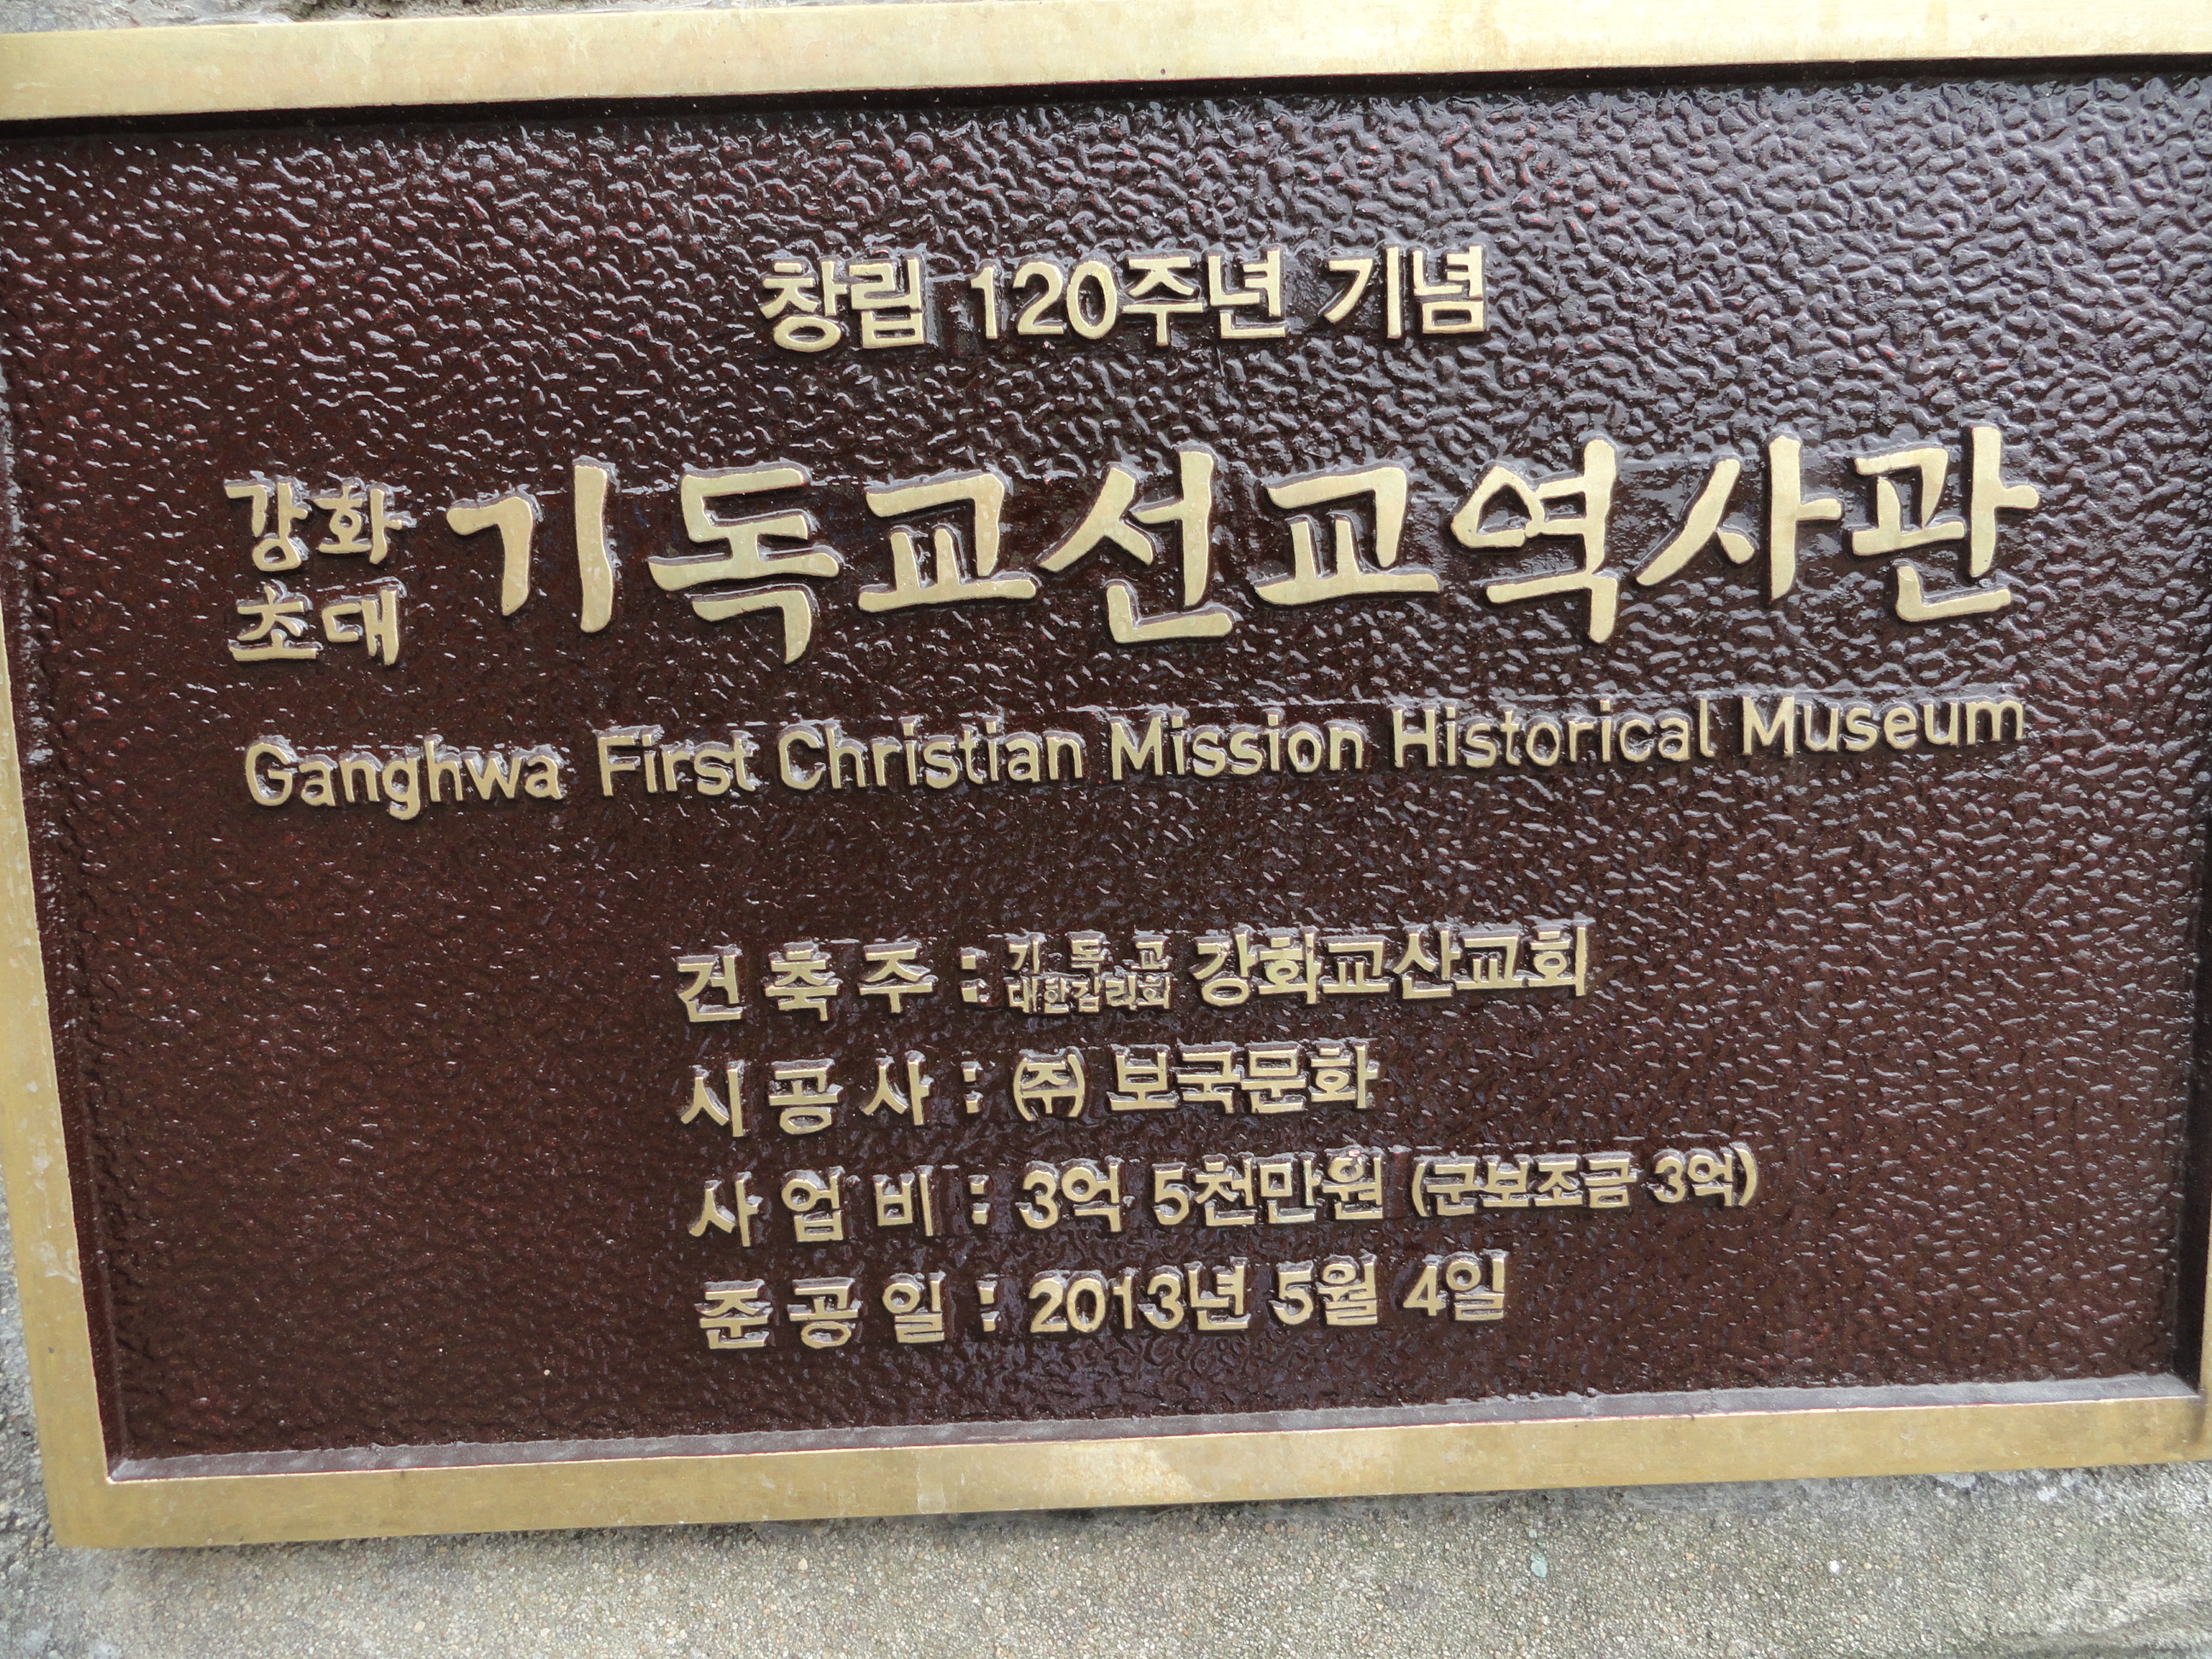 창립 120주년 기념
강화 초대 기독교선교역사관
Ganghwa First Christian Mission Historical Museum
건축주 : 기독교 대한감리회 강화교산교회
시공사 : ㈜ 보국문화
사업비 : 3억 5천만원 (군보조금 3억)
준공일 : 2013년 5월 4일